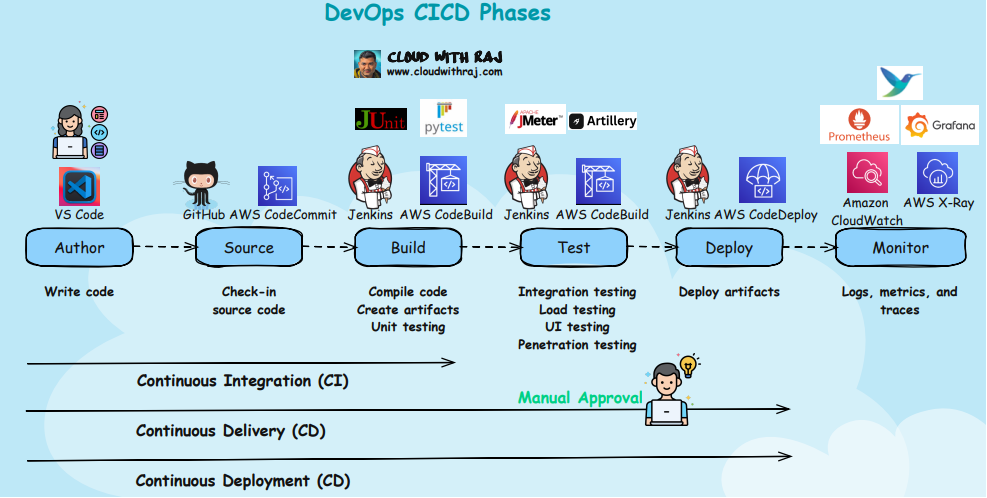 DevOps CICD Phases
CLOUD WITH RAJ
www.cloudwithraj.com
JUnit
pytest
APACHE
JMeter
Artillery
Prometheus
Grafana
VS Code
GitHub
AWS CodeCommit
Jenkins
AWS CodeBuild
Jenkins
AWS CodeBuild
Jenkins
AWS CodeDeploy
Amazon
CloudWatch
AWS X-Ray
Author
Source
Build
Test
Deploy
Monitor
Write code
Check-in
source code
Compile code
Create artifacts
Unit testing
Integration testing
Load testing
UI testing
Penetration testing
Deploy artifacts
Logs, metrics, and
traces
Continuous Integration (CI)
Manual Approval
Continuous Delivery (CD)
Continuous Deployment (CD)